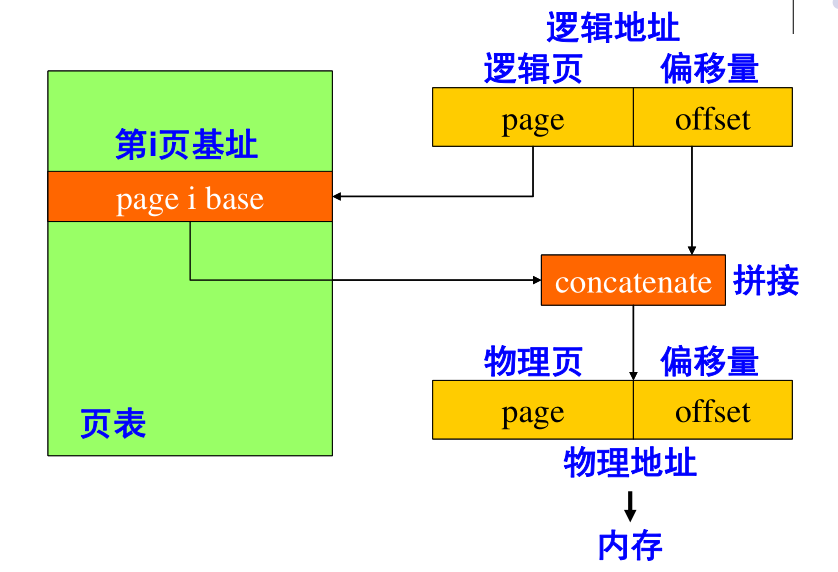 逻辑地址
逻辑页 偏移量
page offset
第i页基址
page i base
concatenate 拼接
物理页 偏移量
page offset
页表
物理地址
内存